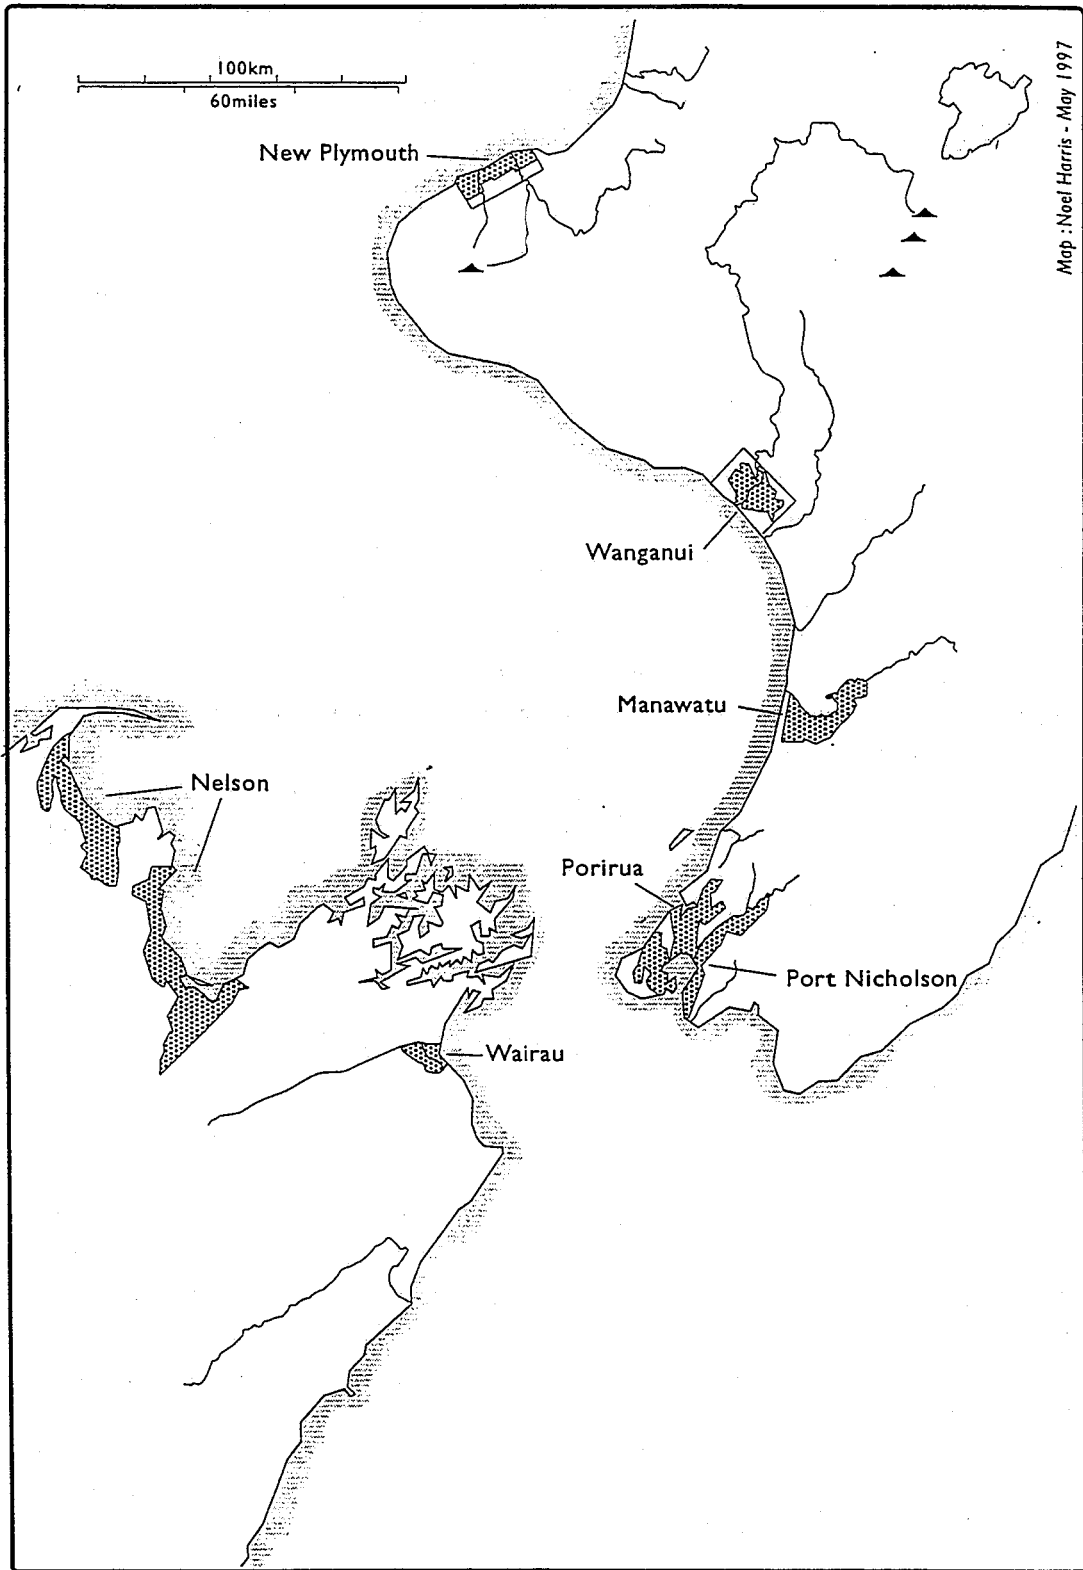 100km
60miles
Map : Noel Harris - May 1997
New Plymouth
Wanganui
Manawatu
Nelson
Porirua
Port Nicholson
Wairau